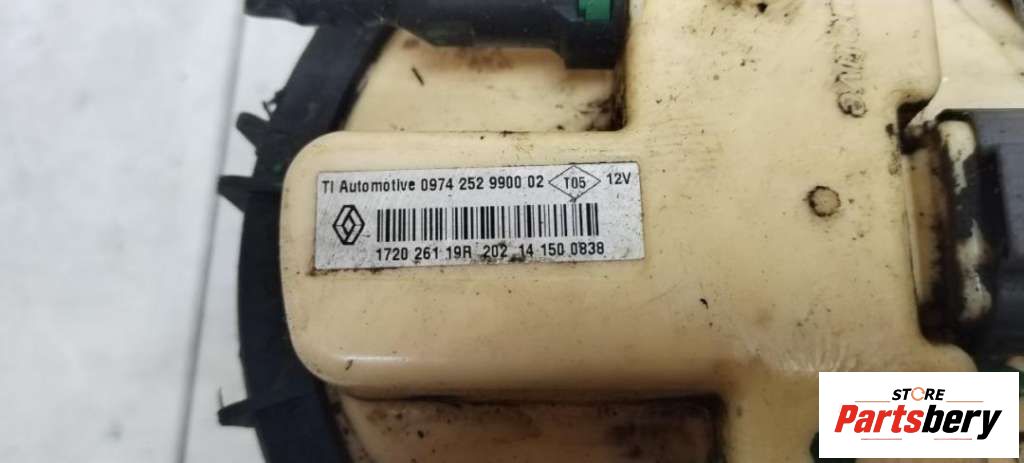 TI Automotive 0974 252 9900 02 T05 12V
1720 261 19R 202 14 150 0838
STORE
Partsbery